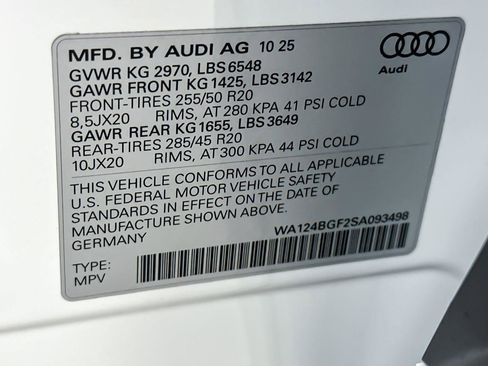 MFD. BY AUDI AG 10 25
GVWR KG 2970, LBS 6548
GAWR FRONT KG 1425, LBS 3142
FRONT-TIRES 255/50 R20
8,5JX20 RIMS, AT 280 KPA 41 PSI COLD
GAWR REAR KG 1655, LBS 3649
REAR-TIRES 285/45 R20
10JX20 RIMS, AT 300 KPA 44 PSI COLD
THIS VEHICLE CONFORMS TO ALL APPLICABLE
U.S. FEDERAL MOTOR VEHICLE SAFETY
STANDARDS IN EFFECT ON THE DATE OF
MANUFACTURE SHOWN ABOVE.
GERMANY
Audi
WA124BGF2SA093498
TYPE:
MPV